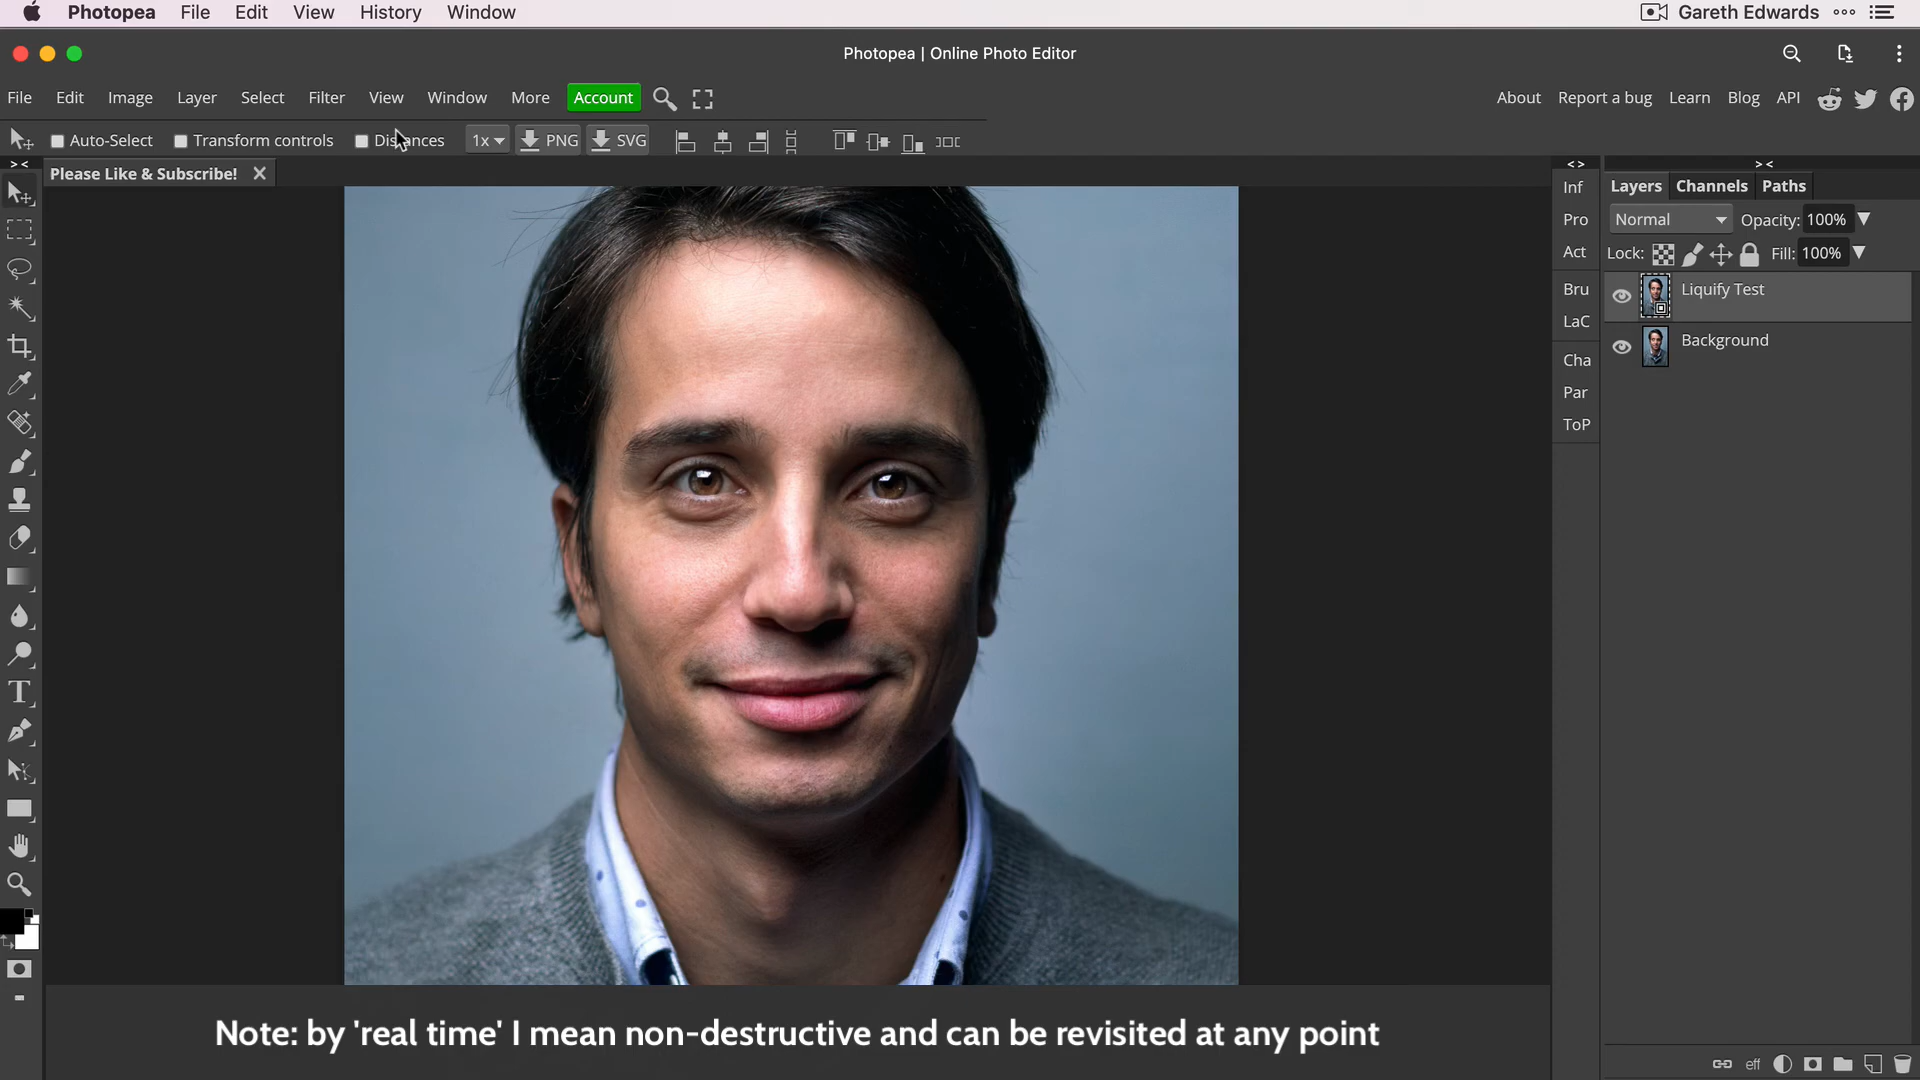 Photopea File Edit View History Window Gareth Edwards
Photopea | Online Photo Editor
File Edit Image Layer Select Filter View Window More Account About Report a bug Learn Blog API
Auto-Select Transform controls Distances 1x PNG SVG
> < < > > <
Please Like & Subscribe! X
Layers Channels Paths
Inf
Pro
Act
Bru
LaC
Cha
Par
ToP
Normal Opacity: 100%
Lock: Fill: 100%
Liquify Test
Background
T
eff
Note: by 'real time' I mean non-destructive and can be revisited at any point